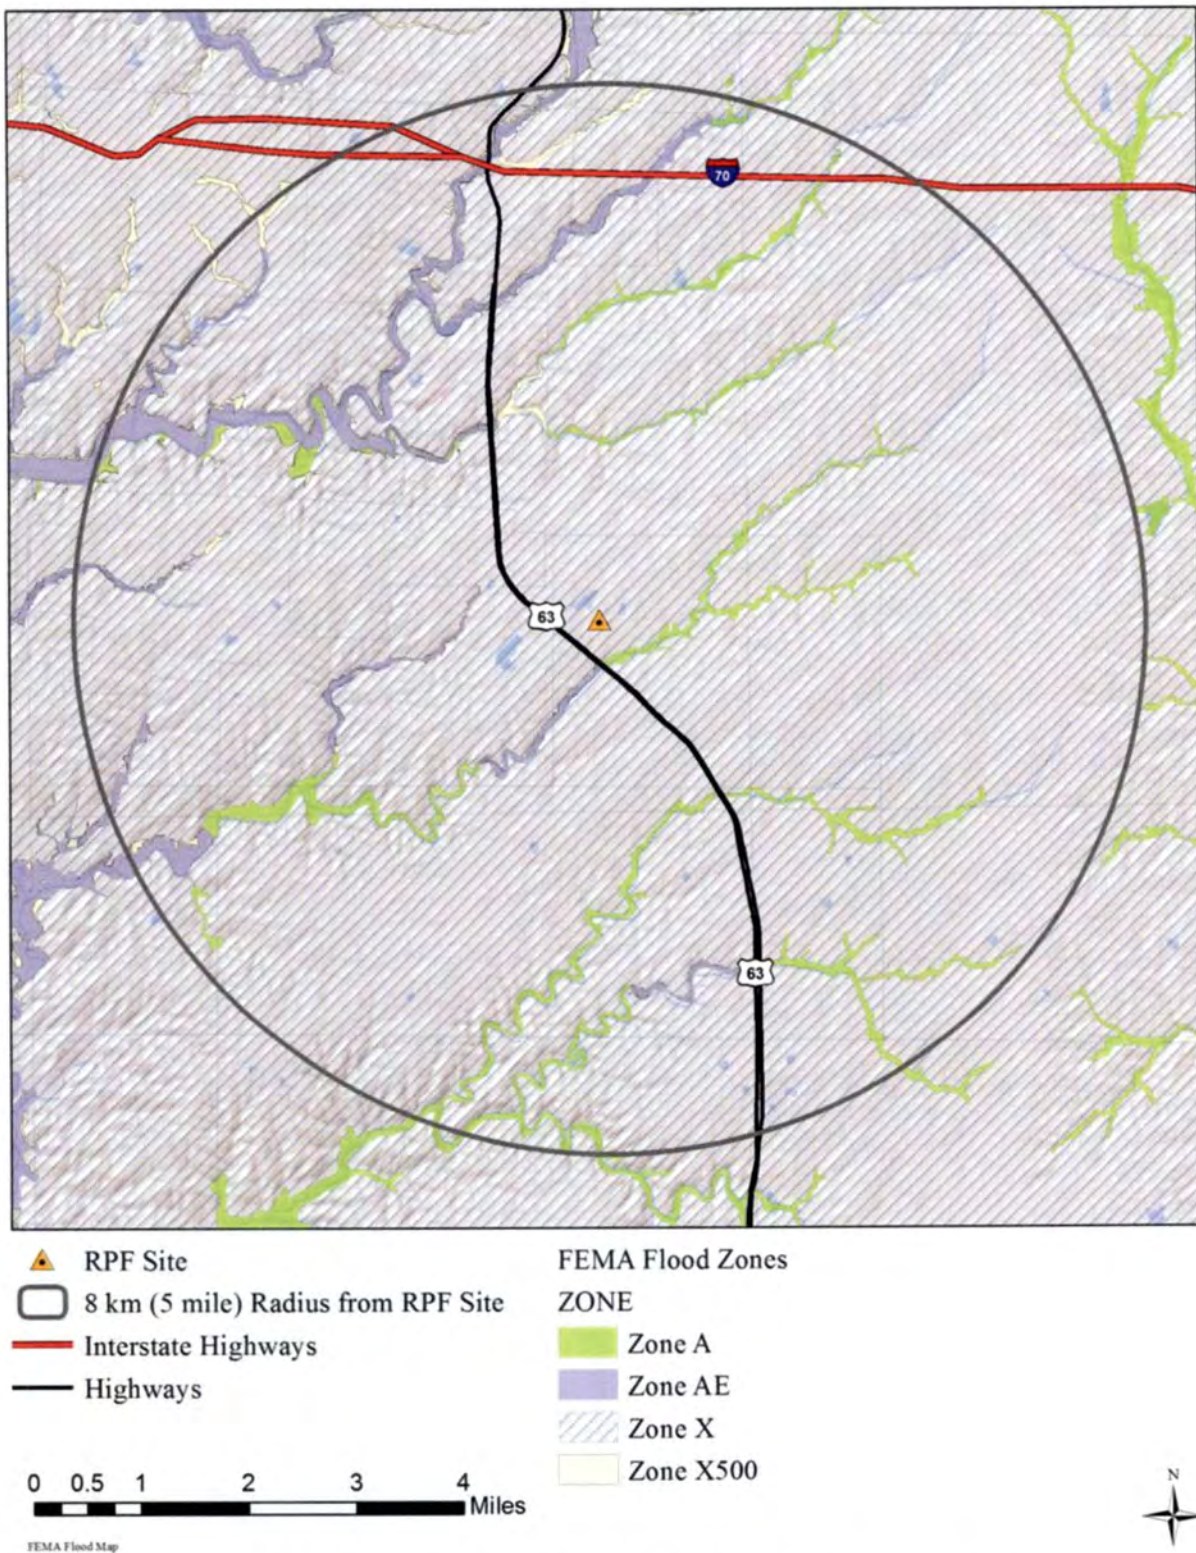 70
63
63
RPF Site
8 km (5 mile) Radius from RPF Site
Interstate Highways
Highways
FEMA Flood Zones
ZONE
Zone A
Zone AE
Zone X
Zone X500
0 0.5 1 2 3 4
Miles
N
FEMA Flood Map